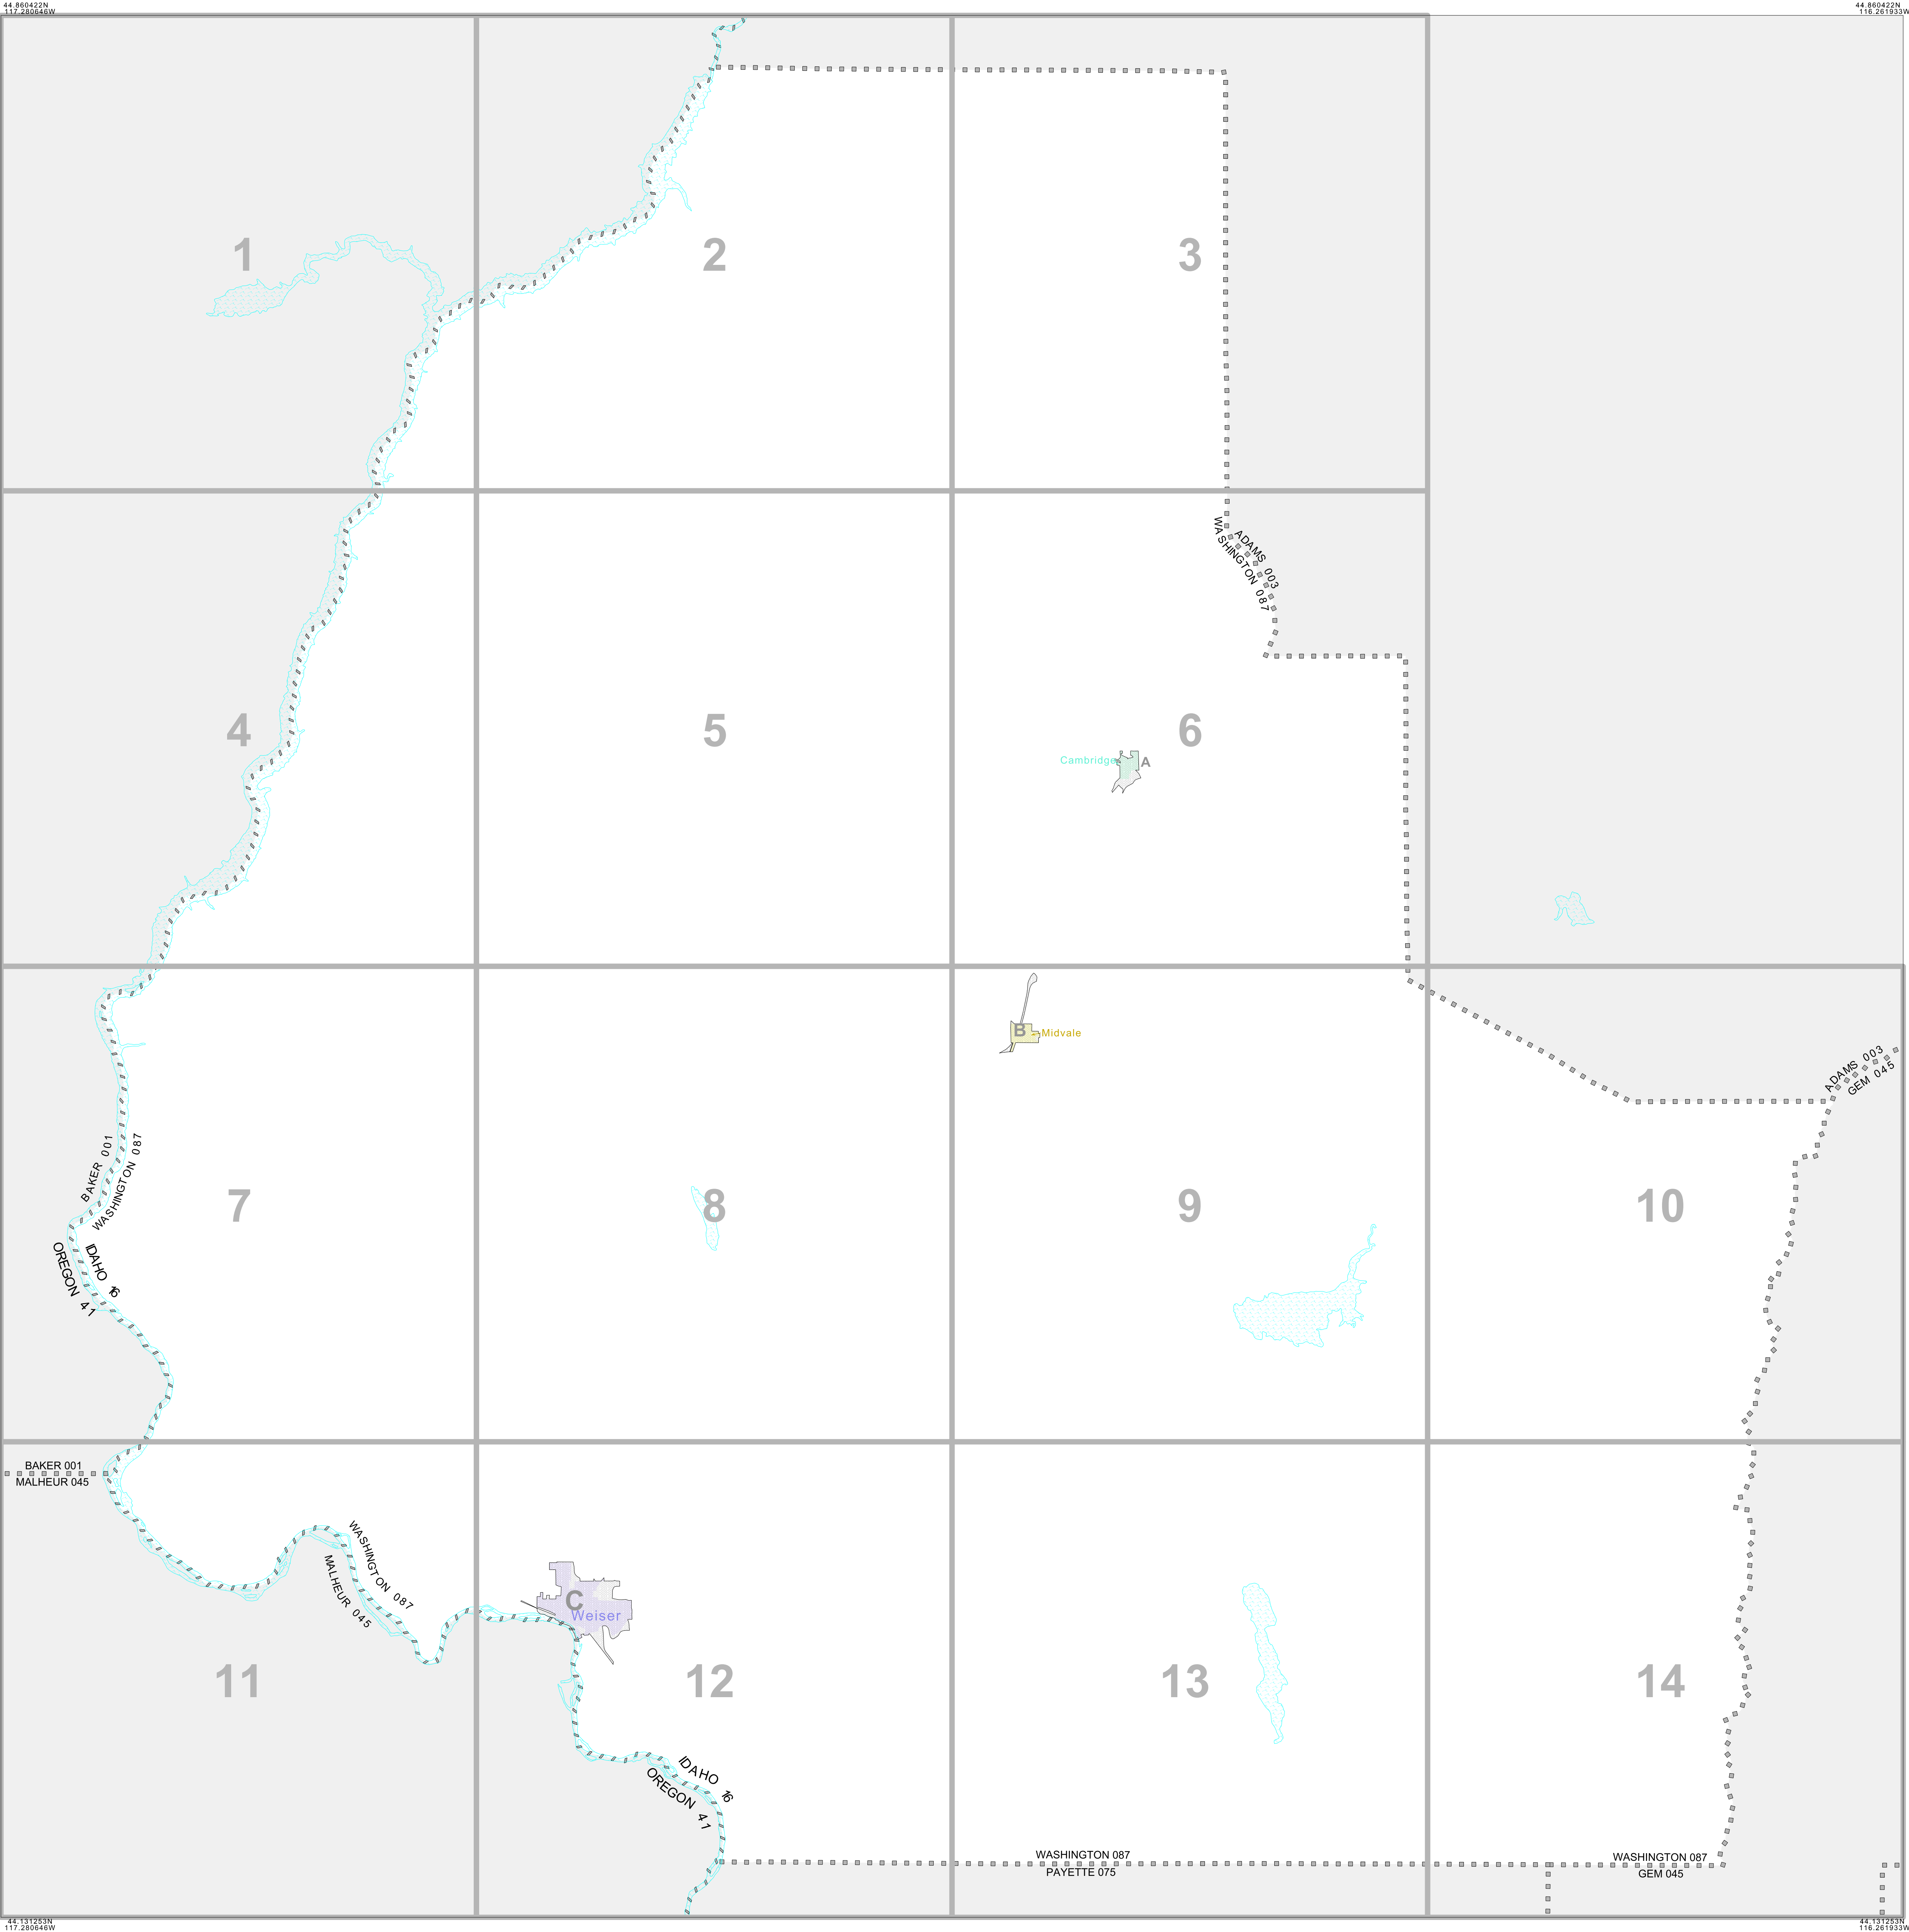 44.860422N
117.280646W
44.860422N
116.261933W
1
2
3
ADAMS 003
WASHINGTON 087
4
5
6
Cambridge
A
B
Midvale
ADAMS 003
GEM 045
BAKER 001
WASHINGTON 087
7
8
9
10
IDAHO 16
OREGON 41
BAKER 001
MALHEUR 045
WASHINGTON 087
MALHEUR 045
C
Weiser
11
12
13
14
IDAHO 16
OREGON 41
WASHINGTON 087
PAYETTE 075
WASHINGTON 087
GEM 045
44.131253N
117.280646W
44.131253N
116.261933W